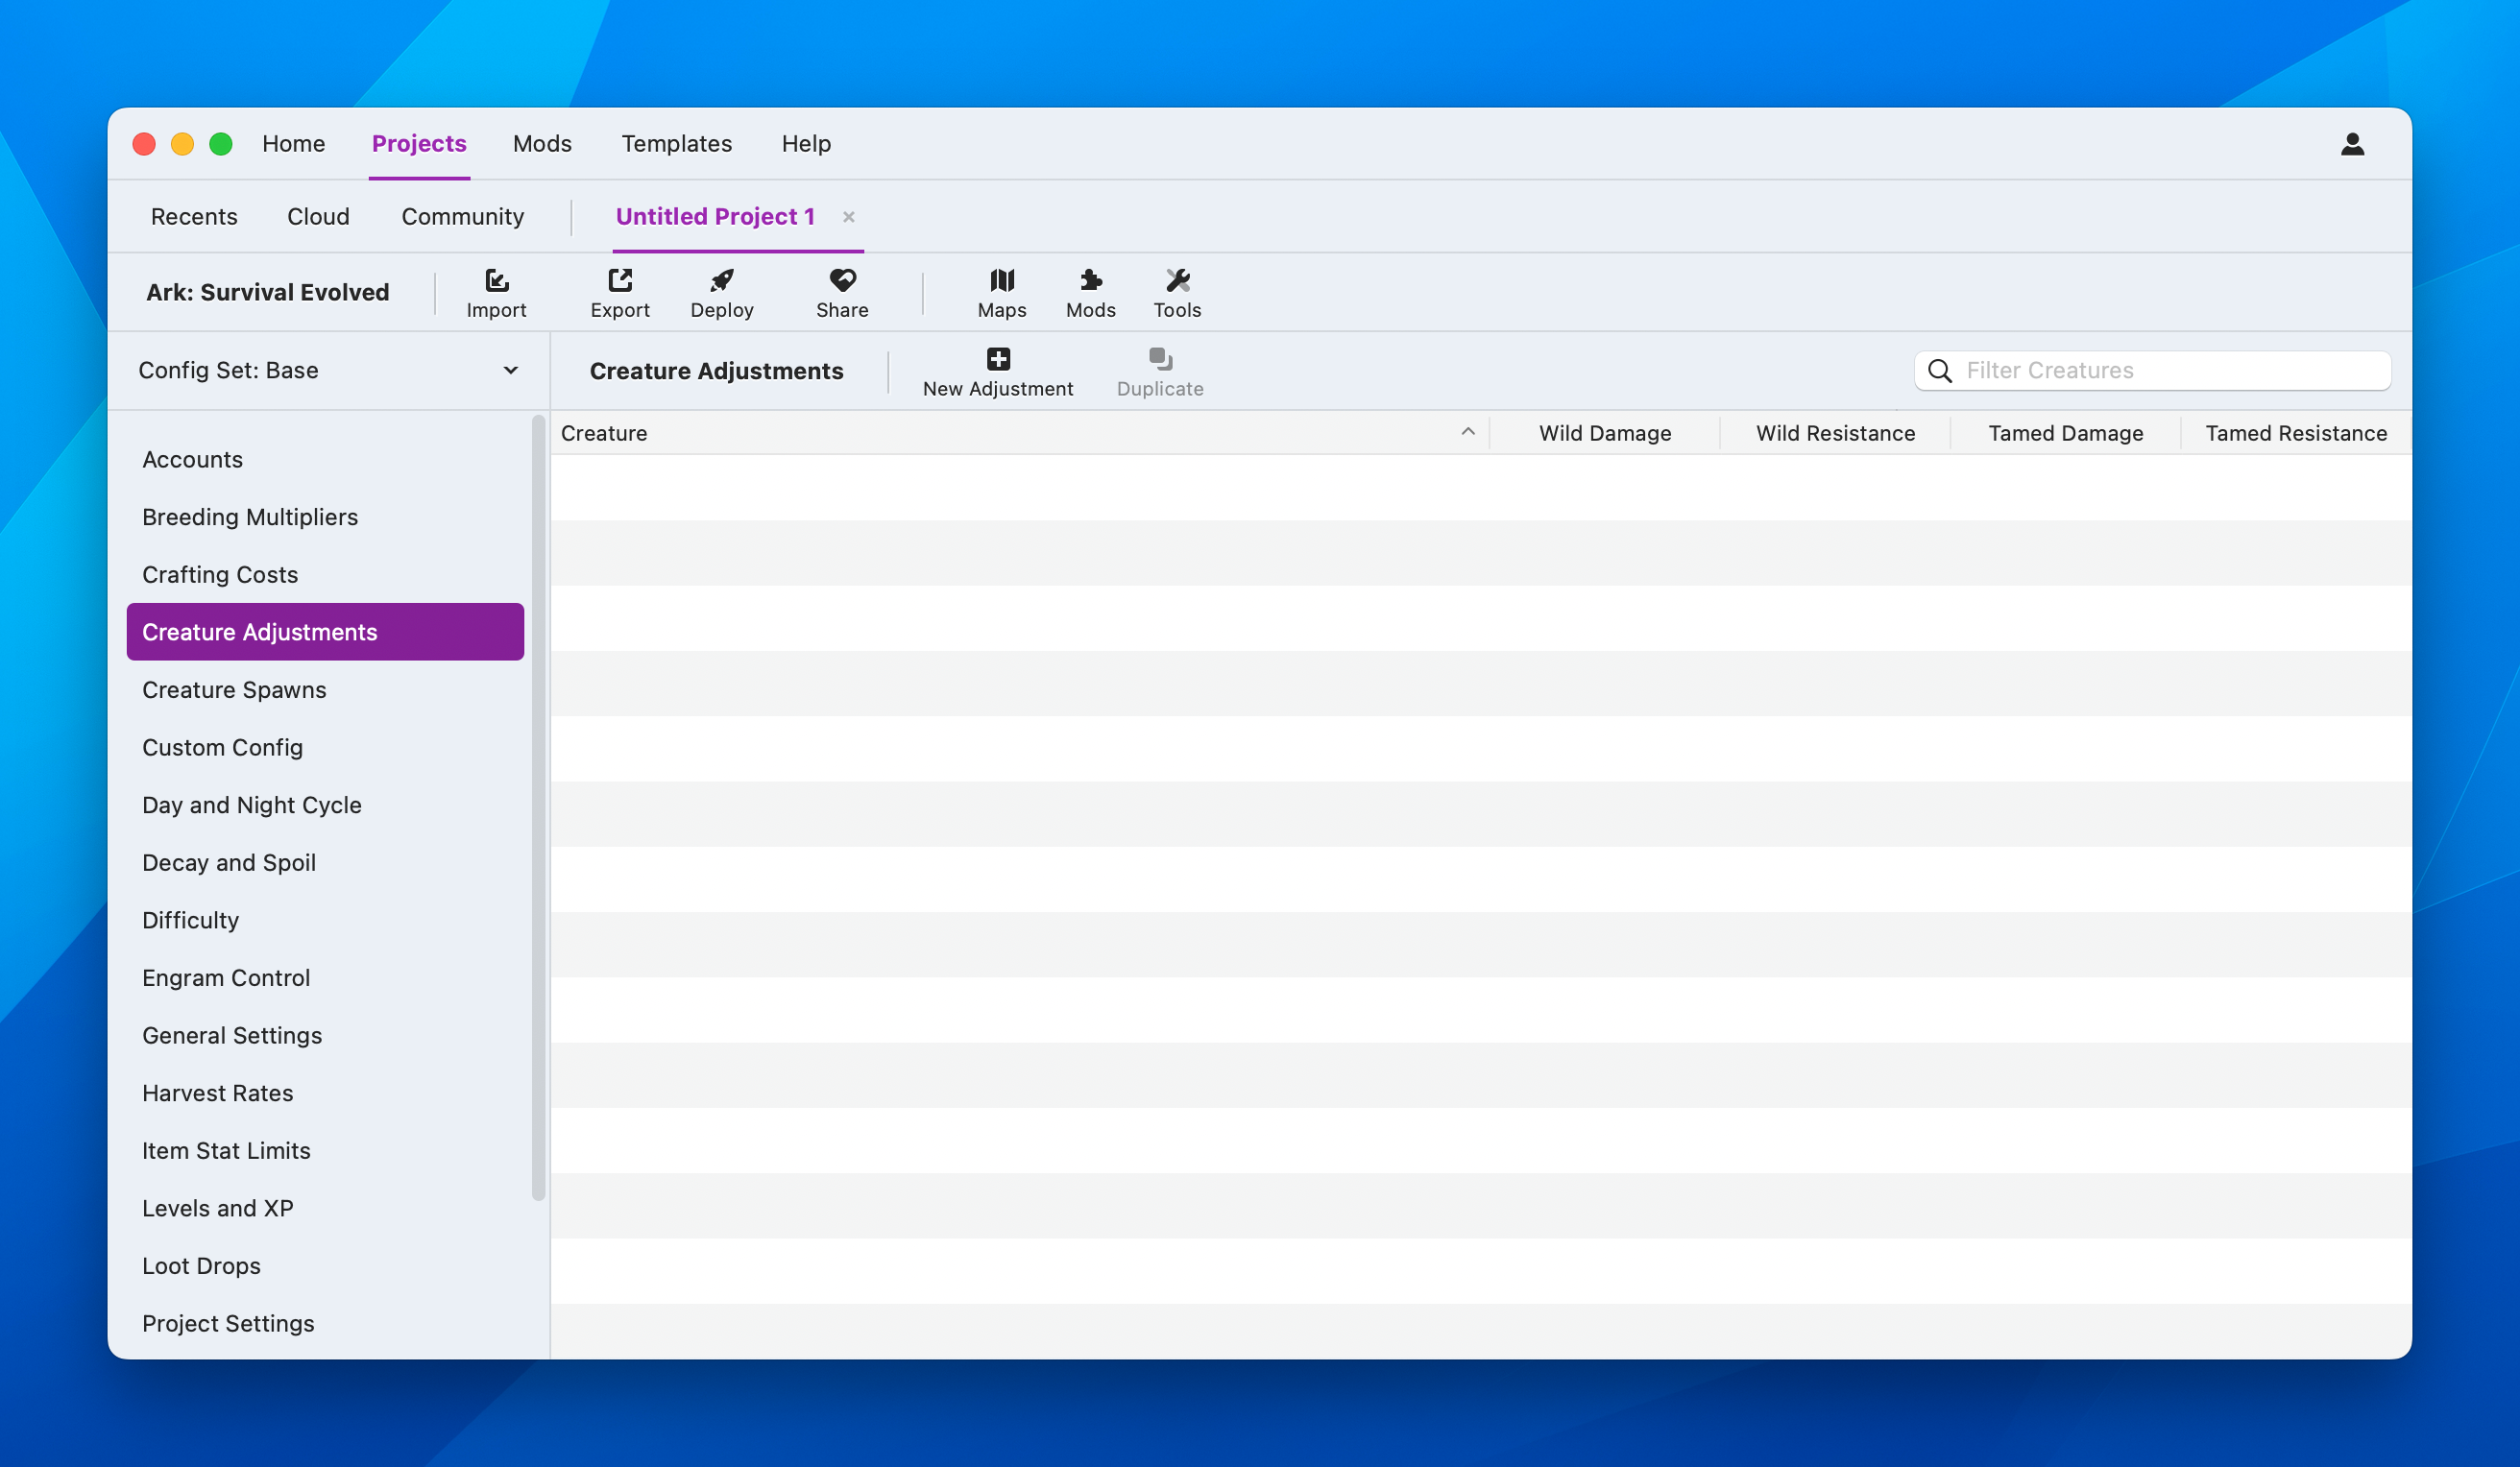 Home Projects Mods Templates Help
Recents Cloud Community Untitled Project 1 ×
Ark: Survival Evolved Import Export Deploy Share Maps Mods Tools
Config Set: Base
Creature Adjustments New Adjustment Duplicate Filter Creatures
Creature Wild Damage Wild Resistance Tamed Damage Tamed Resistance
Accounts
Breeding Multipliers
Crafting Costs
Creature Adjustments
Creature Spawns
Custom Config
Day and Night Cycle
Decay and Spoil
Difficulty
Engram Control
General Settings
Harvest Rates
Item Stat Limits
Levels and XP
Loot Drops
Project Settings